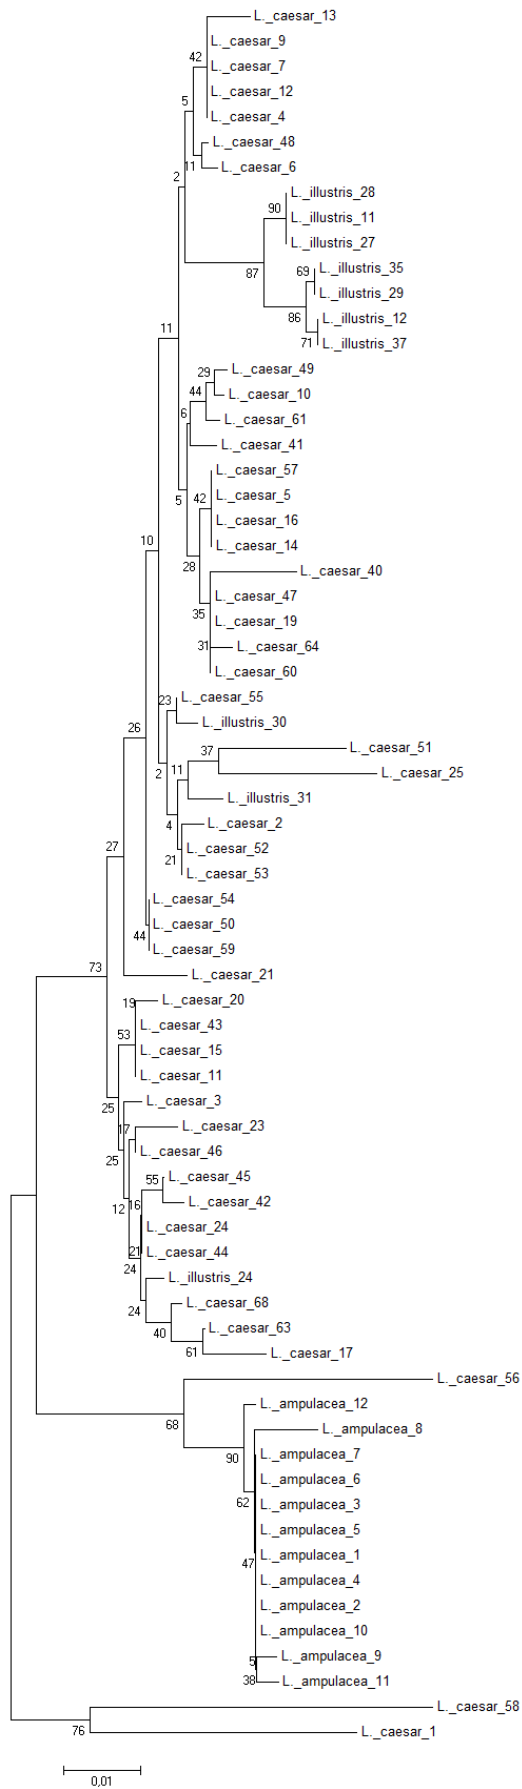 L._caesar_13
L._caesar_9
42
L._caesar_7
L._caesar_12
5
L._caesar_4
L._caesar_48
11
L._caesar_6
2
L._illustris_28
90
L._illustris_11
L._illustris_27
87
L._illustris_35
69
L._illustris_29
86
L._illustris_12
11
71
L._illustris_37
L._caesar_49
29
L._caesar_10
44
L._caesar_61
6
L._caesar_41
L._caesar_57
5
42
L._caesar_5
L._caesar_16
10
L._caesar_14
28
L._caesar_40
L._caesar_47
35
L._caesar_19
31
L._caesar_64
L._caesar_60
23
L._caesar_55
L._illustris_30
26
37
L._caesar_51
2
11
L._caesar_25
L._illustris_31
4
L._caesar_2
27
L._caesar_52
21
L._caesar_53
L._caesar_54
L._caesar_50
44
L._caesar_59
73
L._caesar_21
19
L._caesar_20
L._caesar_43
53
L._caesar_15
L._caesar_11
25
L._caesar_3
17
L._caesar_23
25
L._caesar_46
55
L._caesar_45
12
16
L._caesar_42
L._caesar_24
21
L._caesar_44
24
L._illustris_24
24
L._caesar_68
40
L._caesar_63
61
L._caesar_17
L._caesar_56
L._ampulacea_12
68
L._ampulacea_8
90
L._ampulacea_7
L._ampulacea_6
62
L._ampulacea_3
L._ampulacea_5
L._ampulacea_1
47
L._ampulacea_4
L._ampulacea_2
L._ampulacea_10
5
L._ampulacea_9
38
L._ampulacea_11
L._caesar_58
76
L._caesar_1
0,01